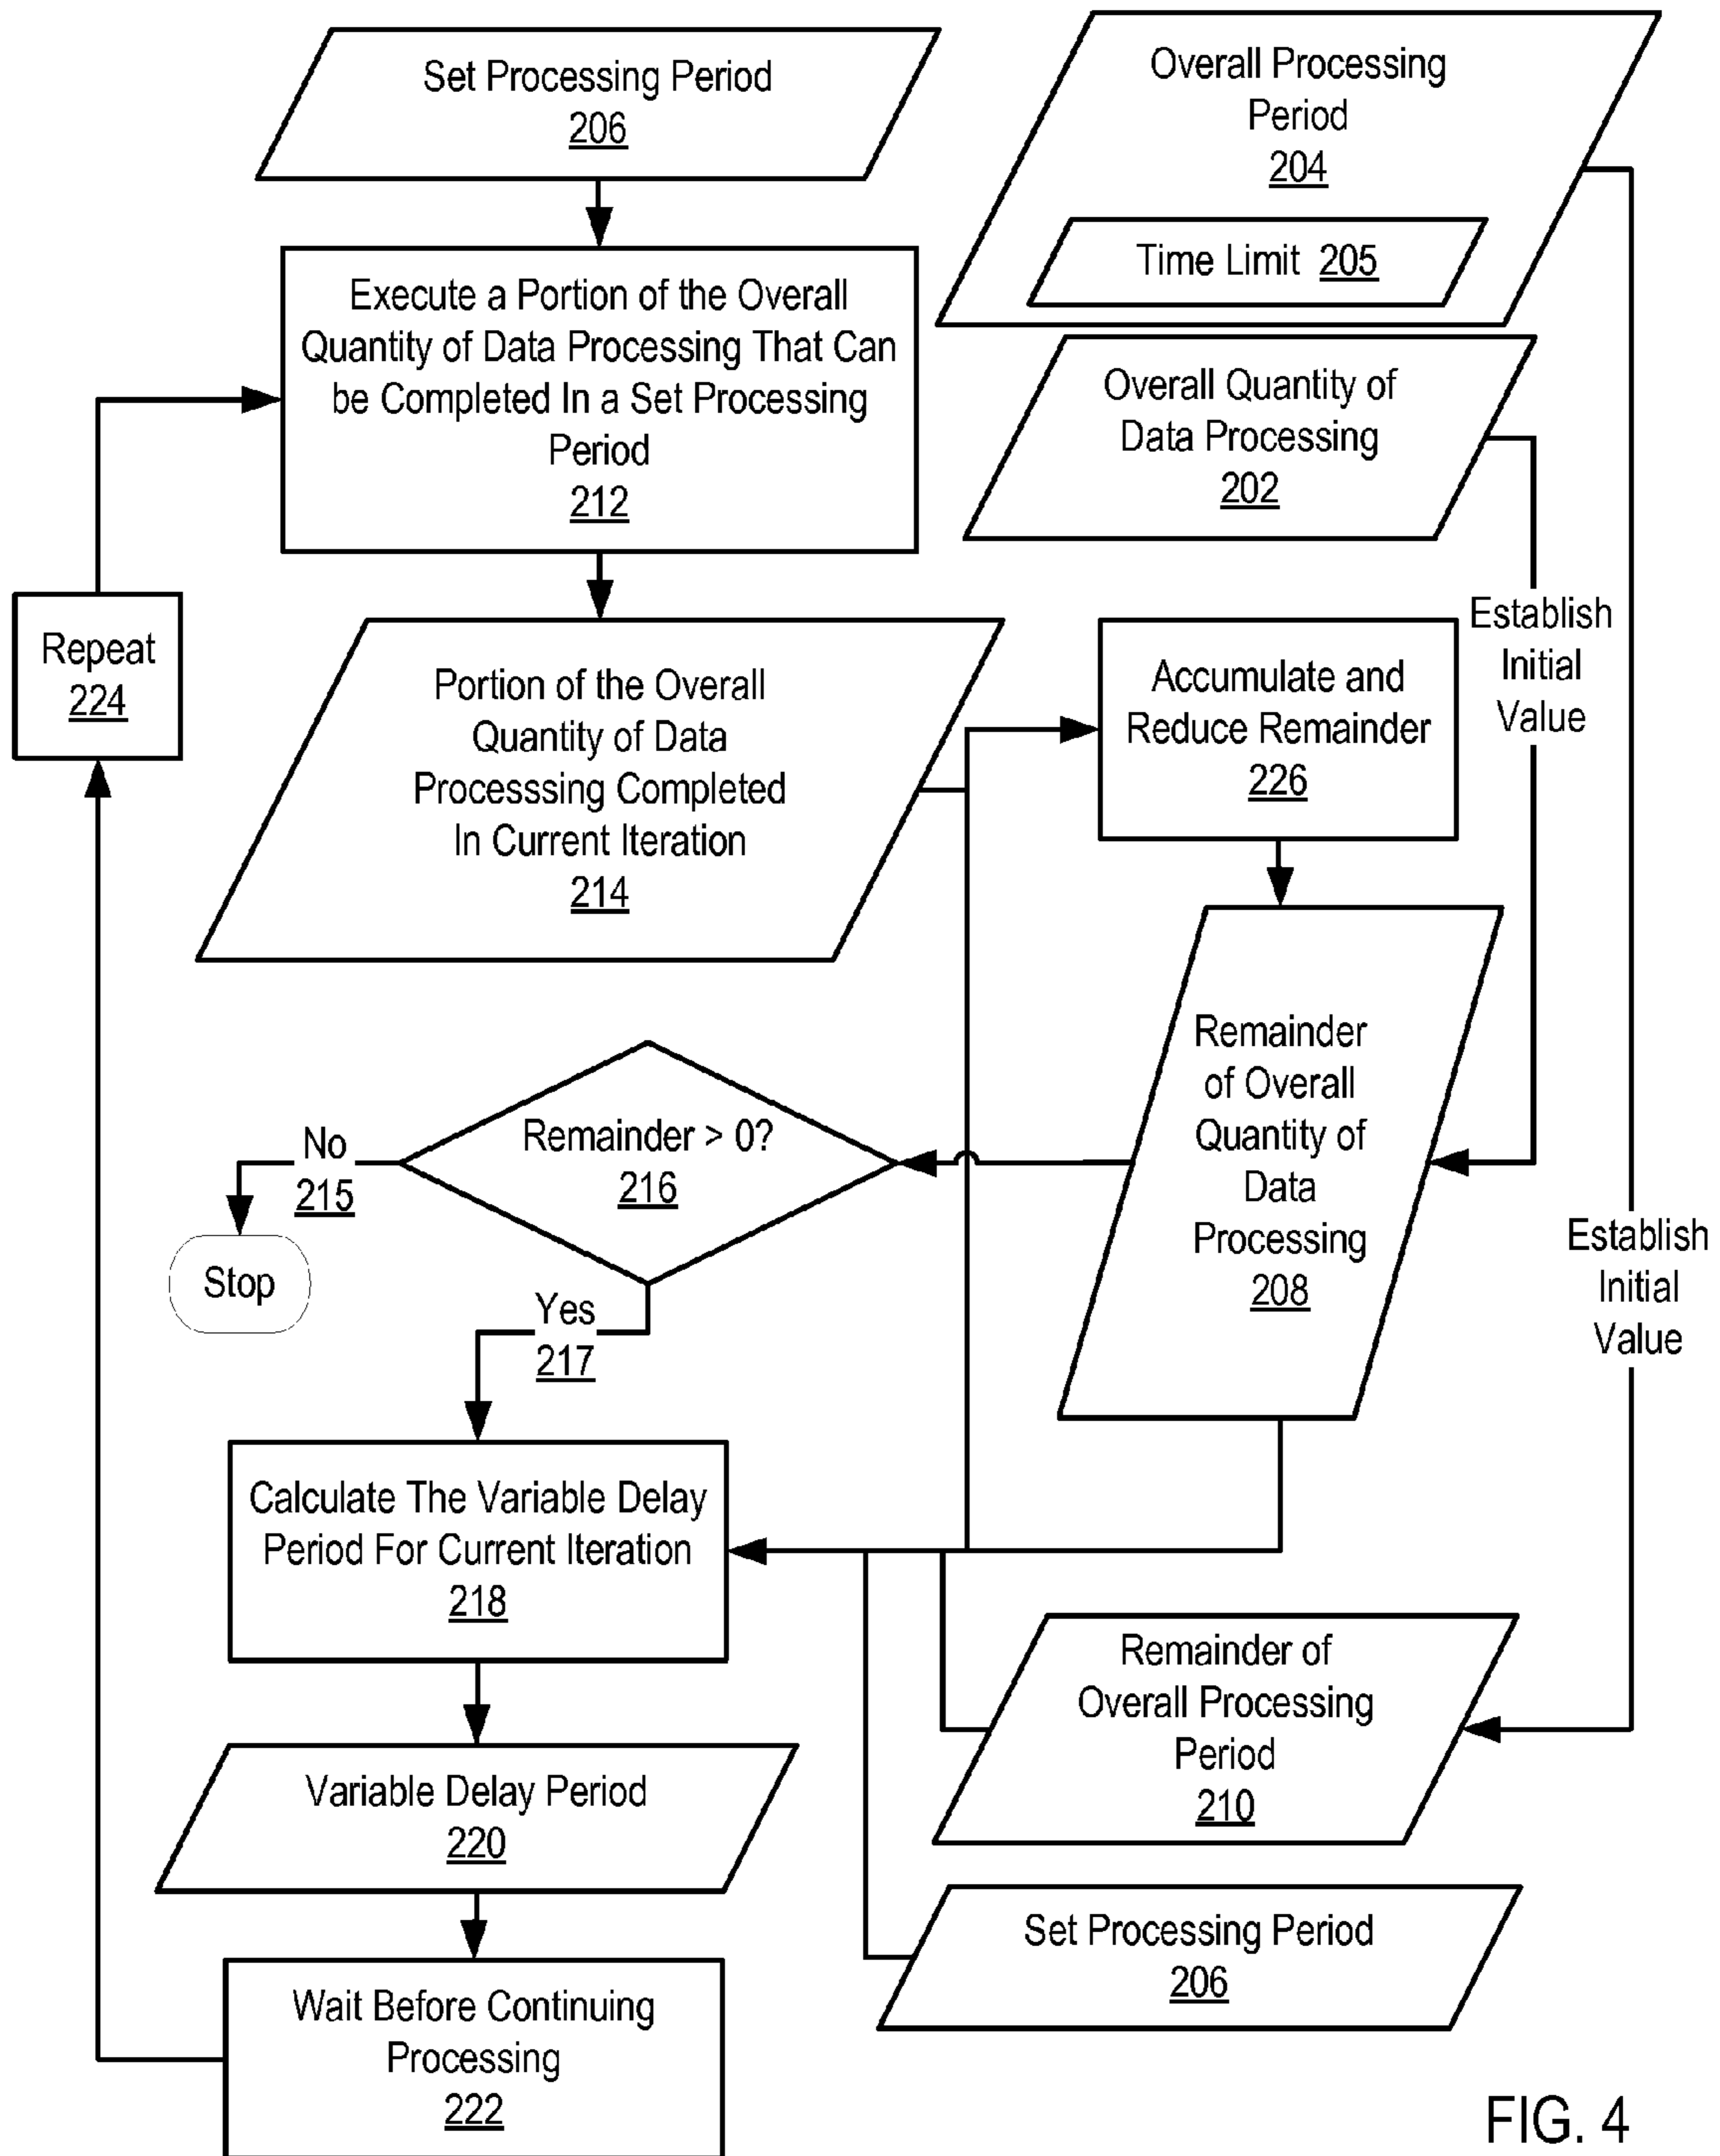 Set Processing Period
206
Overall Processing
Period
204
Time Limit 205
Execute a Portion of the Overall
Quantity of Data Processing That Can
be Completed In a Set Processing
Period
212
Overall Quantity of
Data Processing
202
Establish
Initial
Value
Repeat
224
Portion of the Overall
Quantity of Data
Processsing Completed
In Current Iteration
214
Accumulate and
Reduce Remainder
226
Remainder
of Overall
Quantity of
Data
Processing
208
Remainder > 0?
216
No
215
Stop
Yes
217
Establish
Initial
Value
Calculate The Variable Delay
Period For Current Iteration
218
Remainder of
Overall Processing
Period
210
Variable Delay Period
220
Set Processing Period
206
Wait Before Continuing
Processing
222
FIG. 4